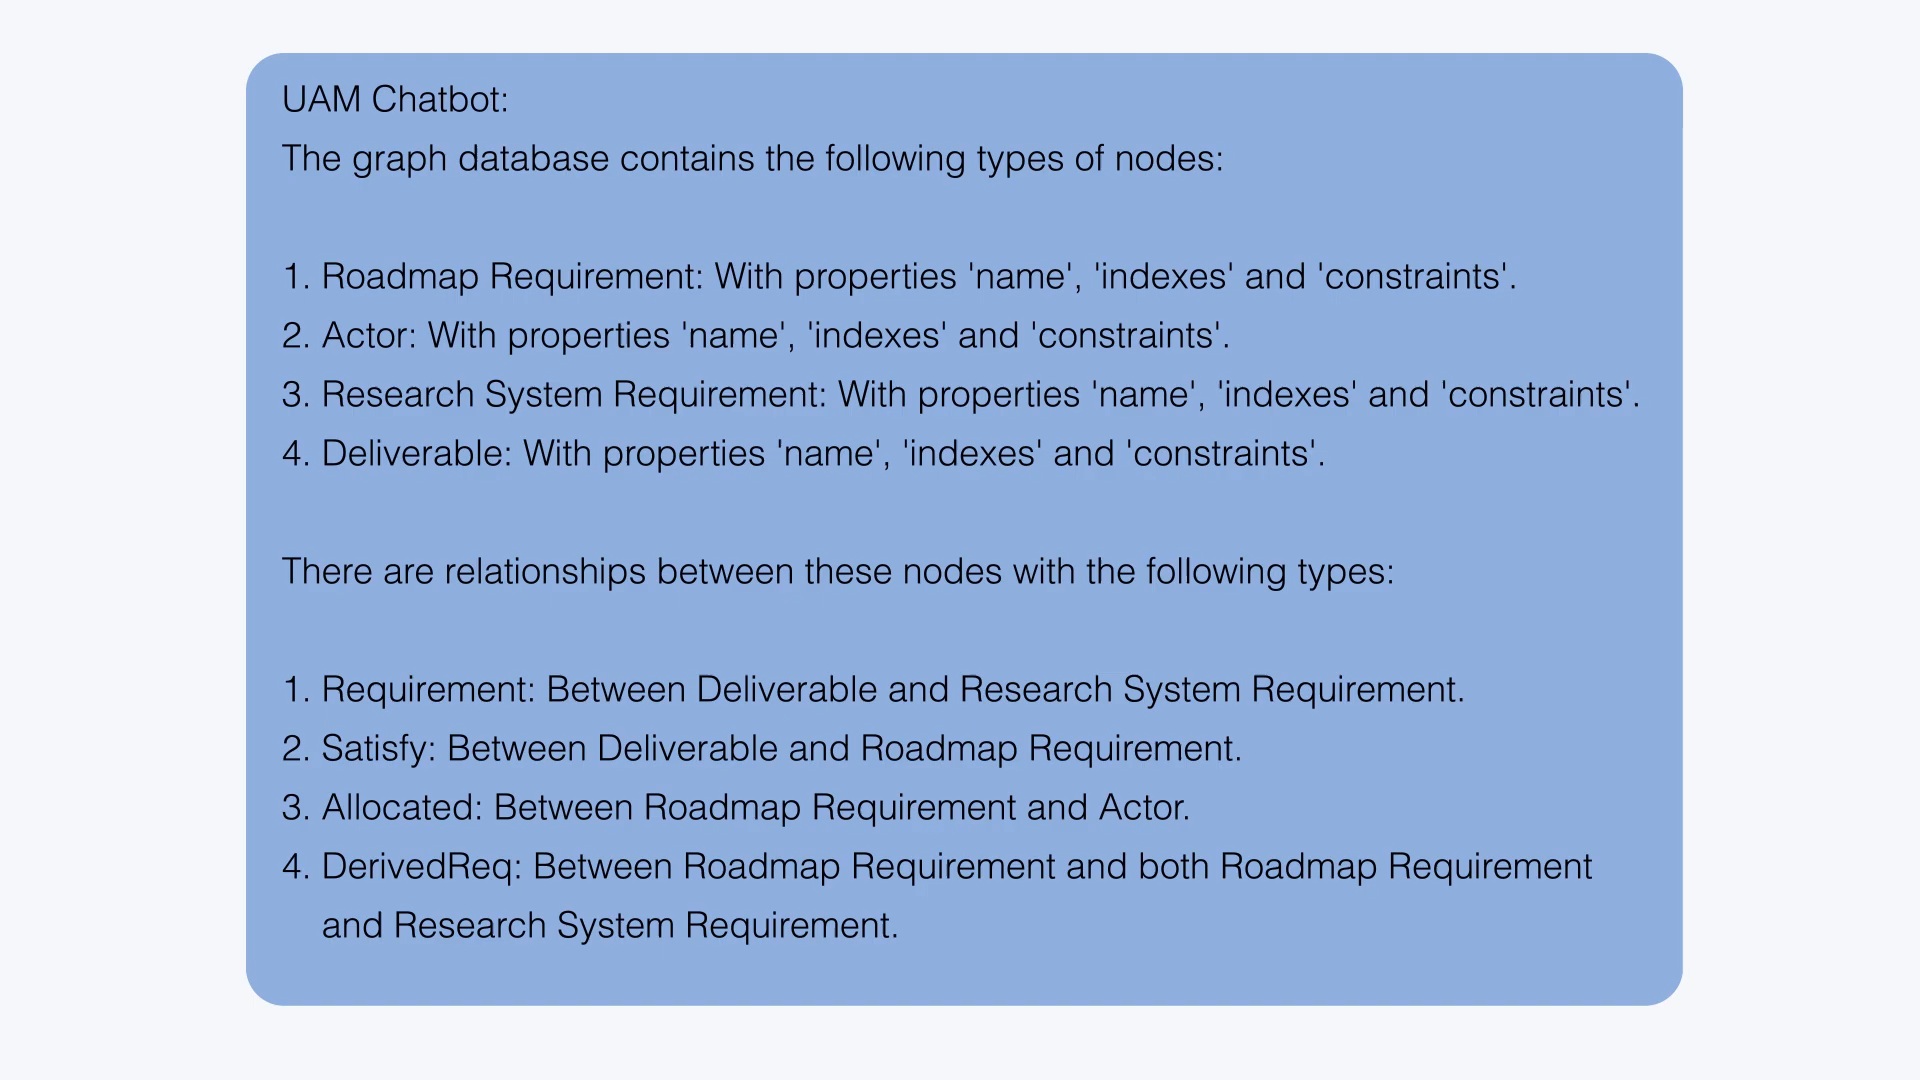 UAM Chatbot:
The graph database contains the following types of nodes:
1. Roadmap Requirement: With properties 'name', 'indexes' and 'constraints'.
2. Actor: With properties 'name', 'indexes' and 'constraints'.
3. Research System Requirement: With properties 'name', 'indexes' and 'constraints'.
4. Deliverable: With properties 'name', 'indexes' and 'constraints'.
There are relationships between these nodes with the following types:
1. Requirement: Between Deliverable and Research System Requirement.
2. Satisfy: Between Deliverable and Roadmap Requirement.
3. Allocated: Between Roadmap Requirement and Actor.
4. DerivedReq: Between Roadmap Requirement and both Roadmap Requirement
and Research System Requirement.